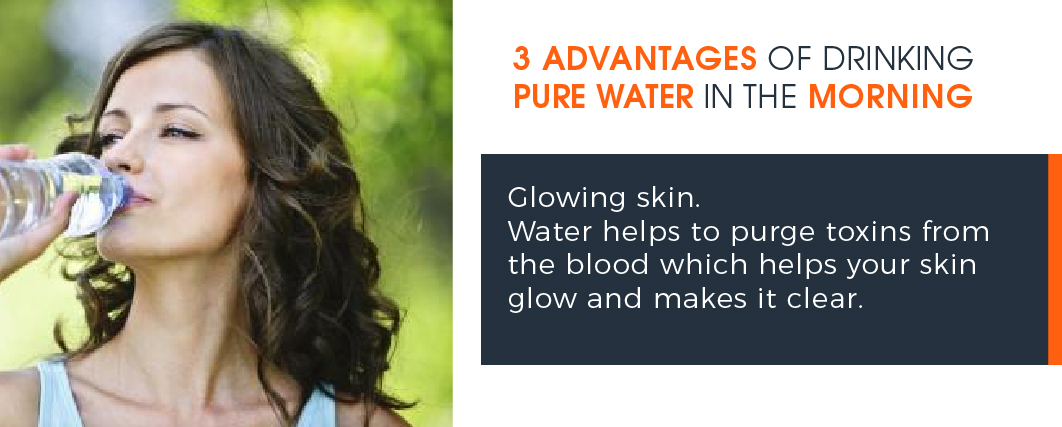 3 ADVANTAGES OF DRINKING
PURE WATER IN THE MORNING
Glowing skin.
Water helps to purge toxins from
the blood which helps your skin
glow and makes it clear.